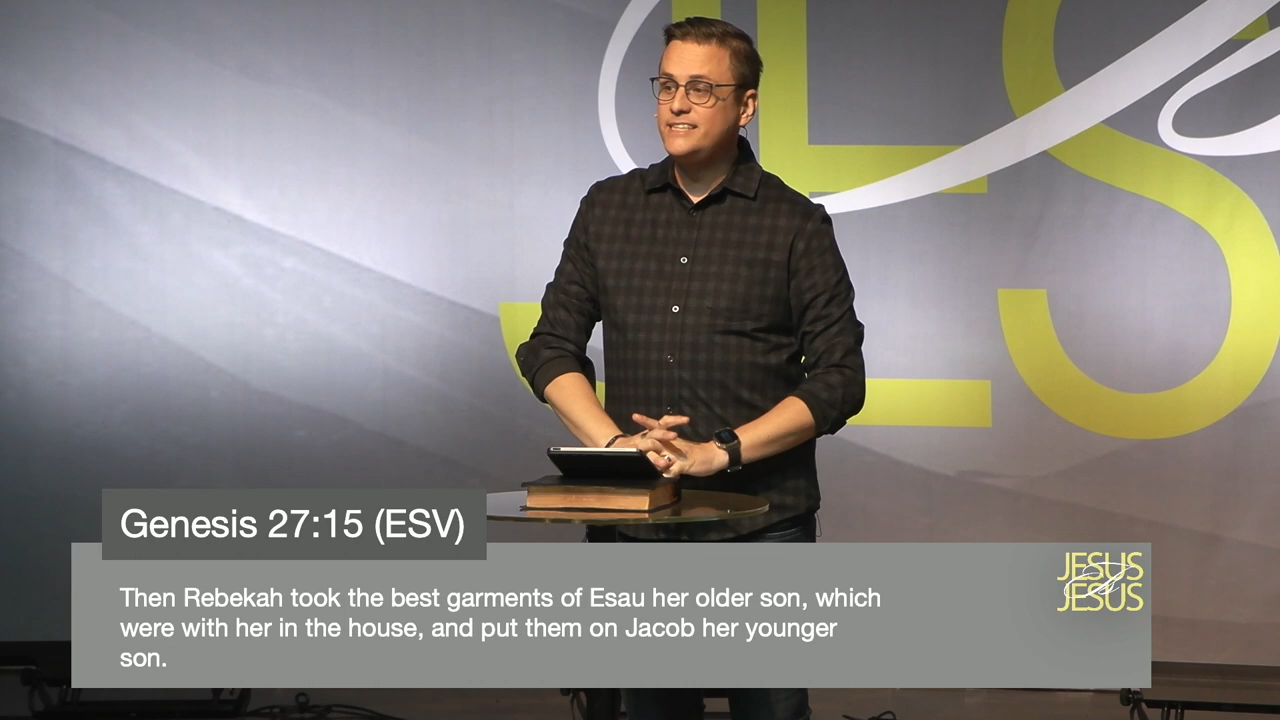 JESUS
Genesis 27:15 (ESV)
Then Rebekah took the best garments of Esau her older son, which
were with her in the house, and put them on Jacob her younger
son.
JESUS
&
JESUS